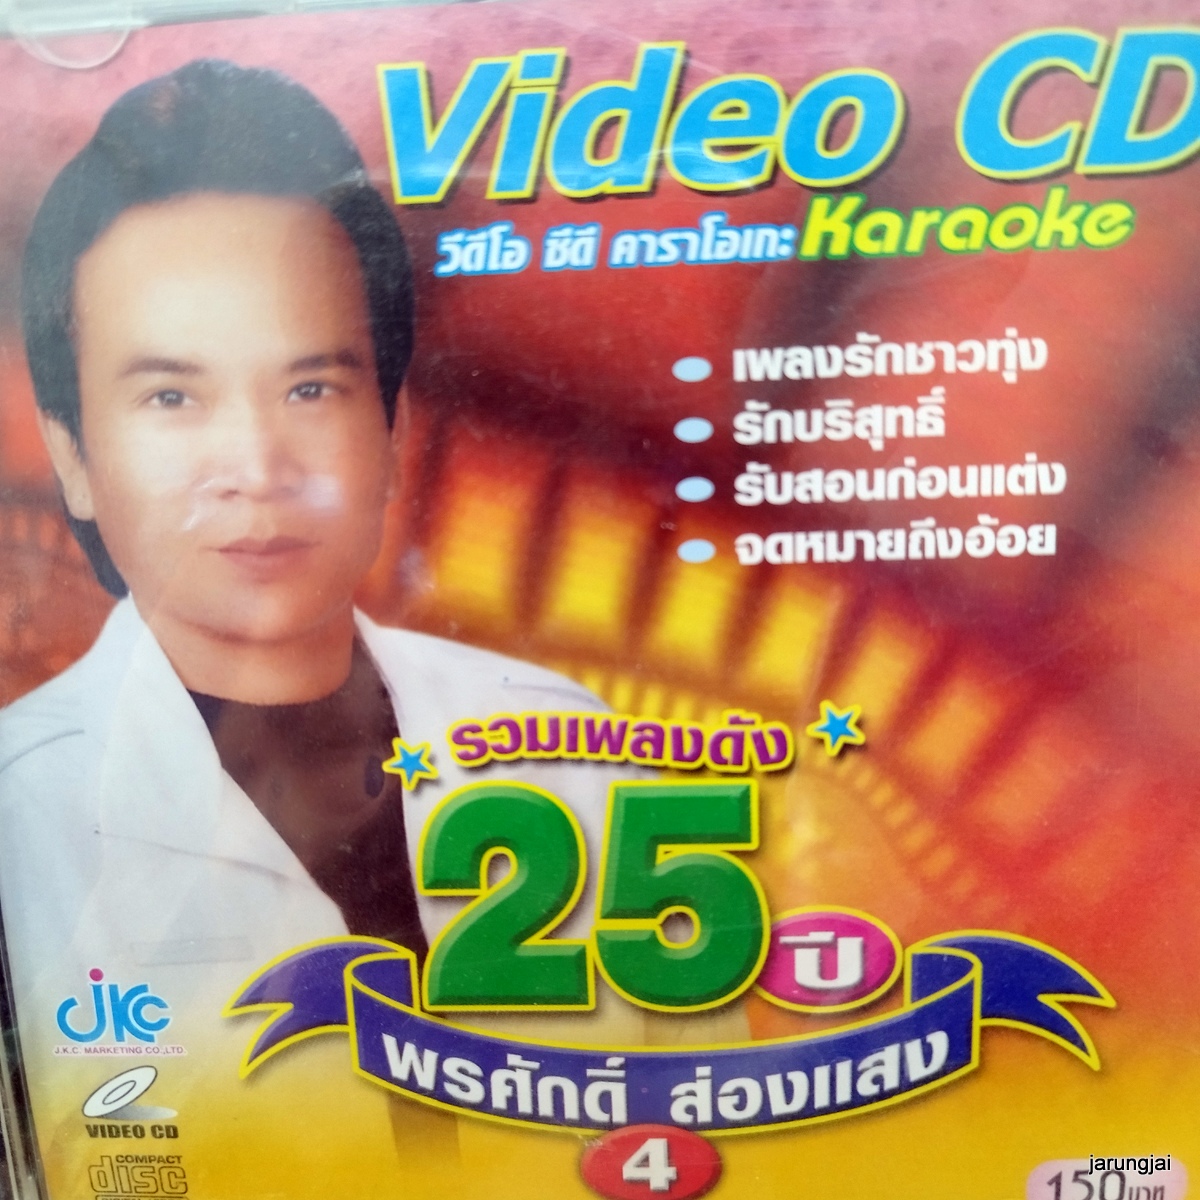 Video CD
วีดีโอ ซีดี คาราโอเกะ Karaoke
เพลงรักชาวทุ่ง
รักบริสุทธิ์
รับสอนก่อนแต่ง
จดหมายถึงอ้อย
รวมเพลงดัง
25 ปี
พรศักดิ์ ส่องแสง
4
JKC
J.K.C. MARKETING CO.,LTD.
VIDEO CD
COMPACT
disc
150 บาท
jarungjai